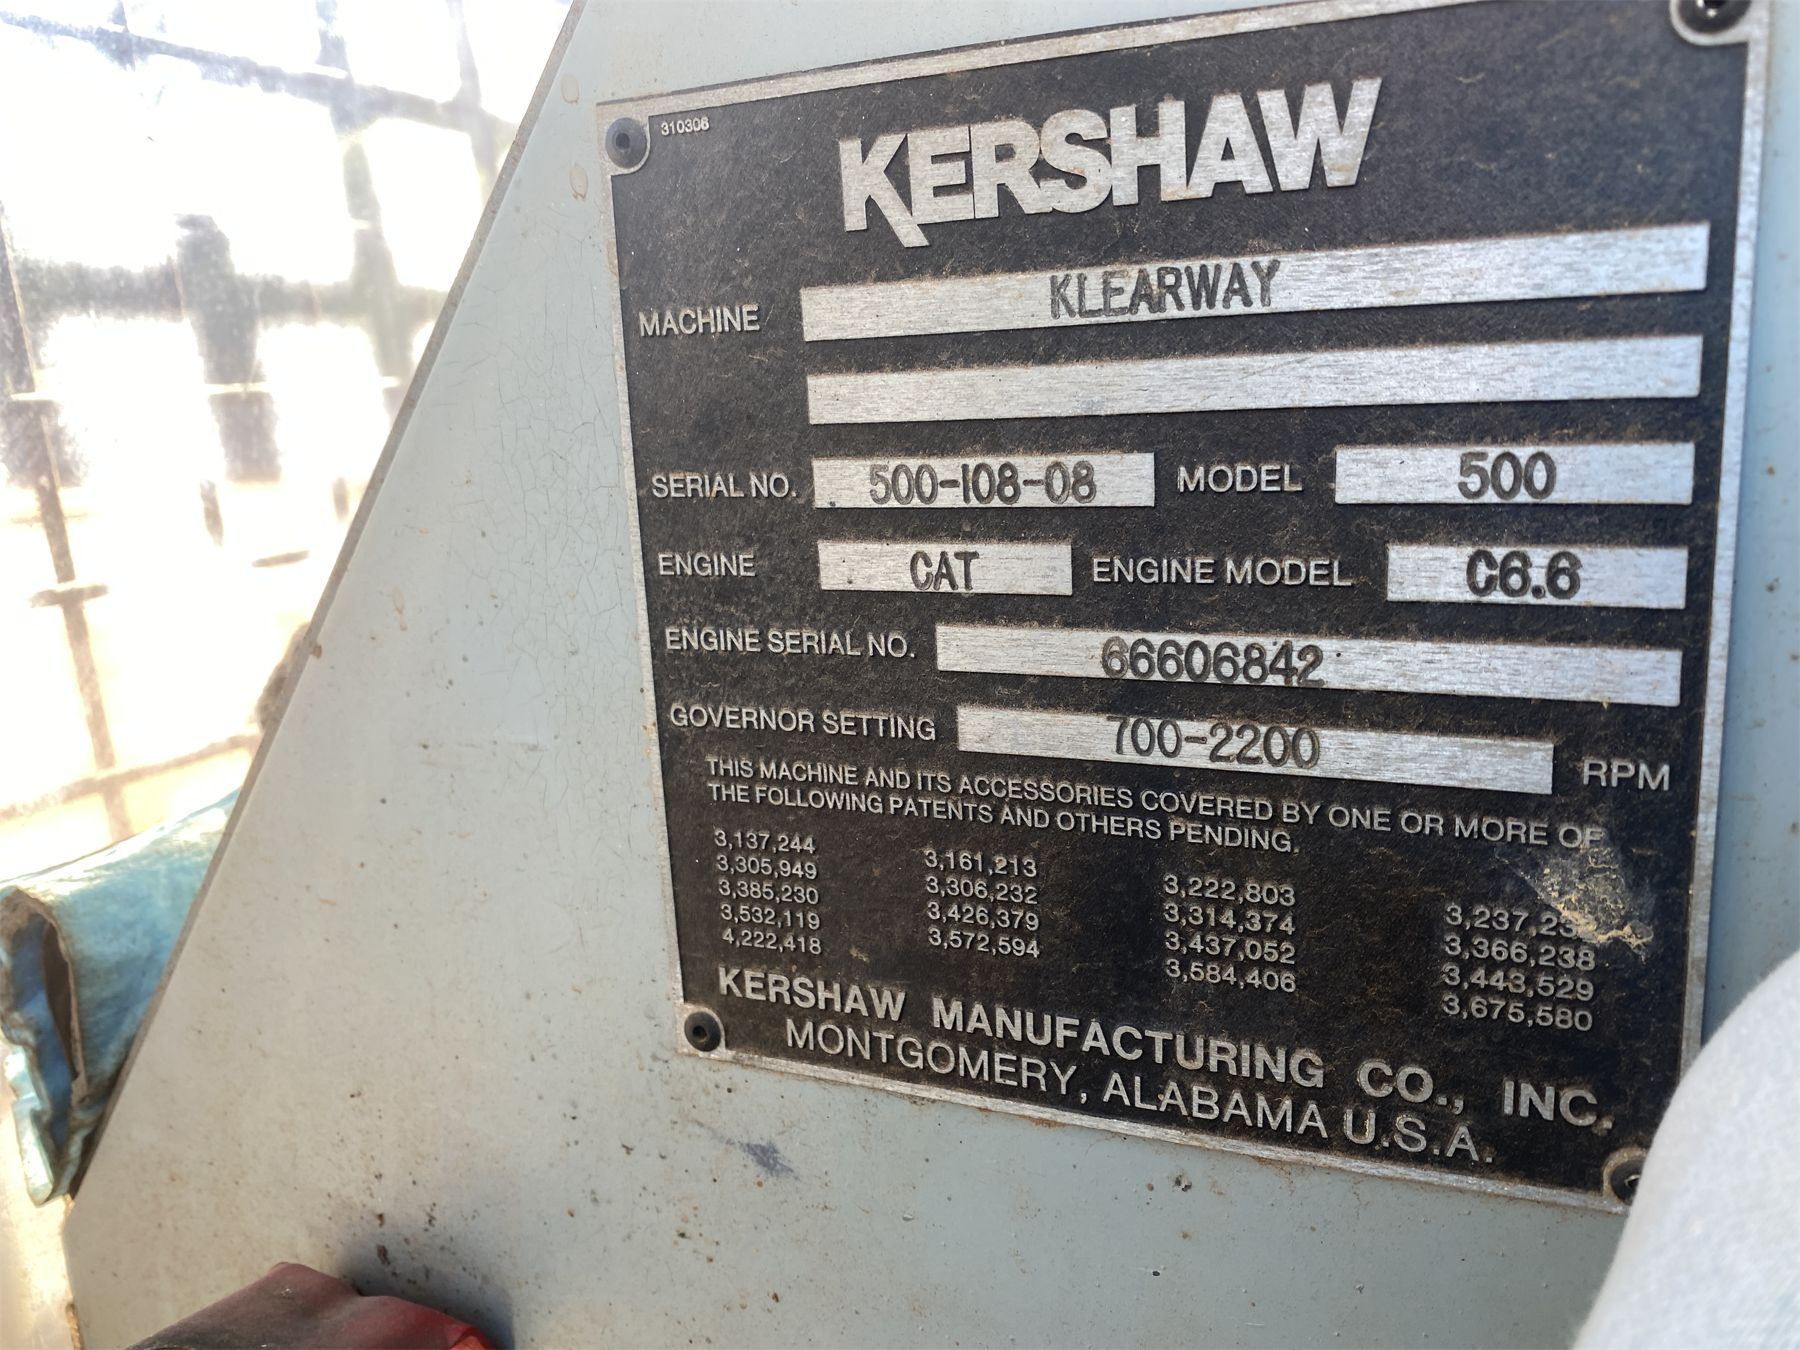 310306
KERSHAW
MACHINE KLEARWAY
SERIAL NO. 500-108-08 MODEL 500
ENGINE CAT ENGINE MODEL C6.6
ENGINE SERIAL NO. 66606842
GOVERNOR SETTING 700-2200 RPM
THIS MACHINE AND ITS ACCESSORIES COVERED BY ONE OR MORE OF
THE FOLLOWING PATENTS AND OTHERS PENDING.
3,137,244 3,161,213 3,222,803
3,305,949 3,306,232 3,314,374 3,366,238
3,385,230 3,426,379 3,437,052 3,443,529
3,532,119 3,572,594 3,584,406 3,675,580
4,222,418
KERSHAW MANUFACTURING CO., INC.
MONTGOMERY, ALABAMA U.S.A.